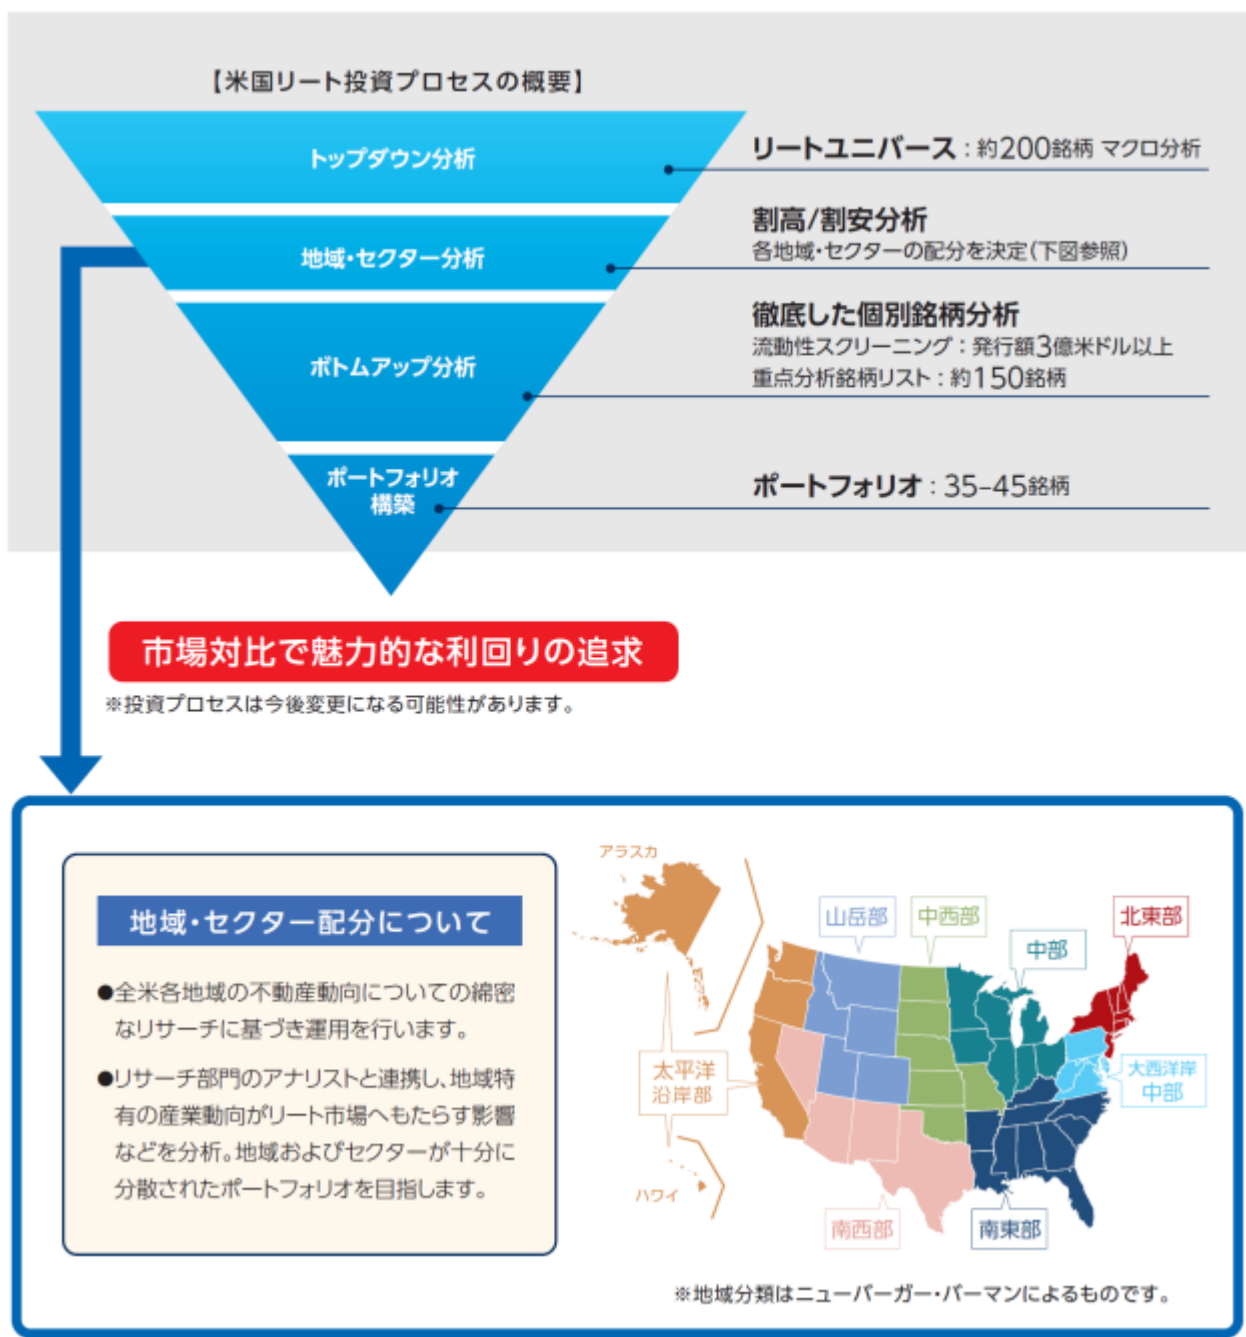 【米国リート投資プロセスの概要】
トップダウン分析
リートユニバース：約200銘柄 マクロ分析
地域・セクター分析
割高/割安分析
各地域・セクターの配分を決定(下図参照)
ボトムアップ分析
徹底した個別銘柄分析
流動性スクリーニング：発行額3億米ドル以上
重点分析銘柄リスト：約150銘柄
ポートフォリオ
構築
ポートフォリオ：35–45銘柄
市場対比で魅力的な利回りの追求
※投資プロセスは今後変更になる可能性があります。
地域・セクター配分について
●全米各地域の不動産動向についての綿密
なリサーチに基づき運用を行います。
●リサーチ部門のアナリストと連携し、地域特
有の産業動向がリート市場へもたらす影響
などを分析。地域およびセクターが十分に
分散されたポートフォリオを目指します。
アラスカ
山岳部
中西部
中部
北東部
太平洋
沿岸部
大西洋岸
中部
ハワイ
南西部
南東部
※地域分類はニューバーガー・バーマンによるものです。